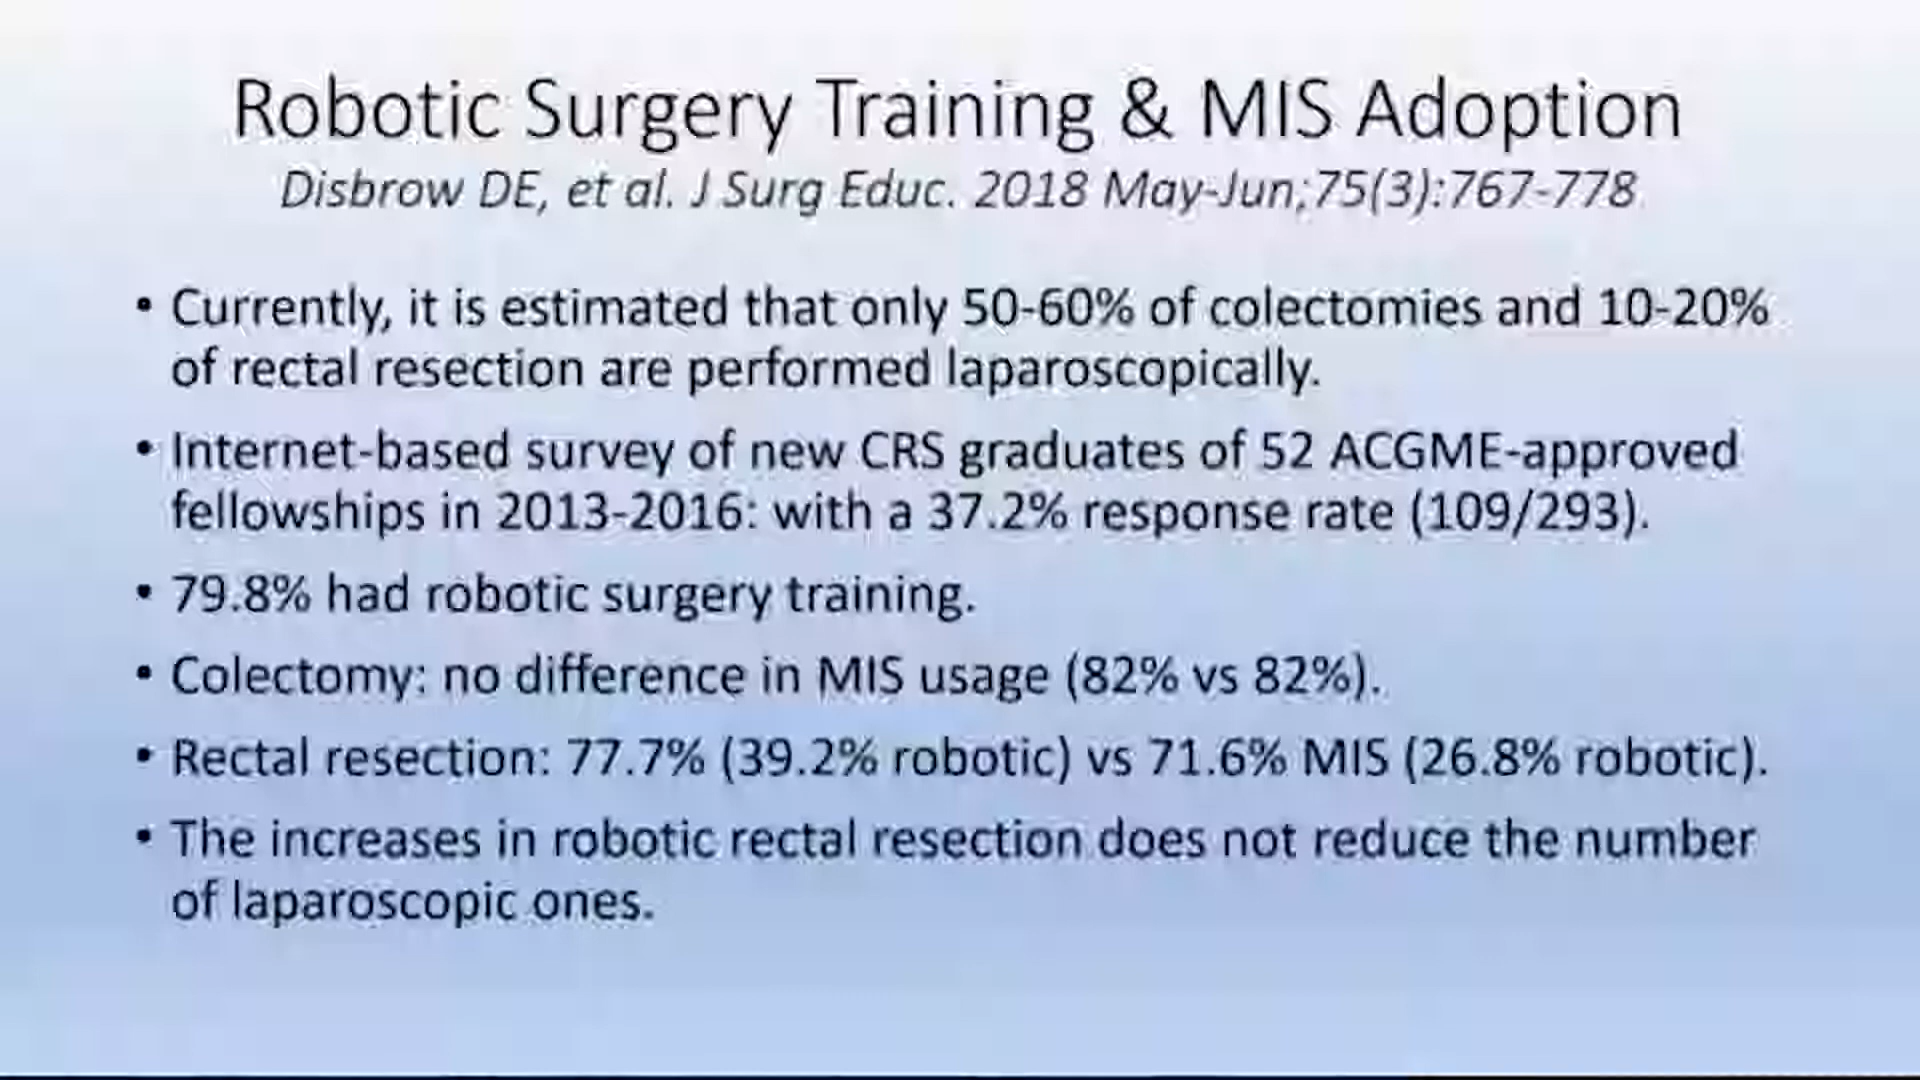 Robotic Surgery Training & MIS Adoption
Disbrow DE, et al. J Surg Educ. 2018 May-Jun;75(3):767-778
• Currently, it is estimated that only 50-60% of colectomies and 10-20%
of rectal resection are performed laparoscopically.
• Internet-based survey of new CRS graduates of 52 ACGME-approved
fellowships in 2013-2016: with a 37.2% response rate (109/293).
• 79.8% had robotic surgery training.
• Colectomy: no difference in MIS usage (82% vs 82%).
• Rectal resection: 77.7% (39.2% robotic) vs 71.6% MIS (26.8% robotic).
• The increases in robotic rectal resection does not reduce the number
of laparoscopic ones.